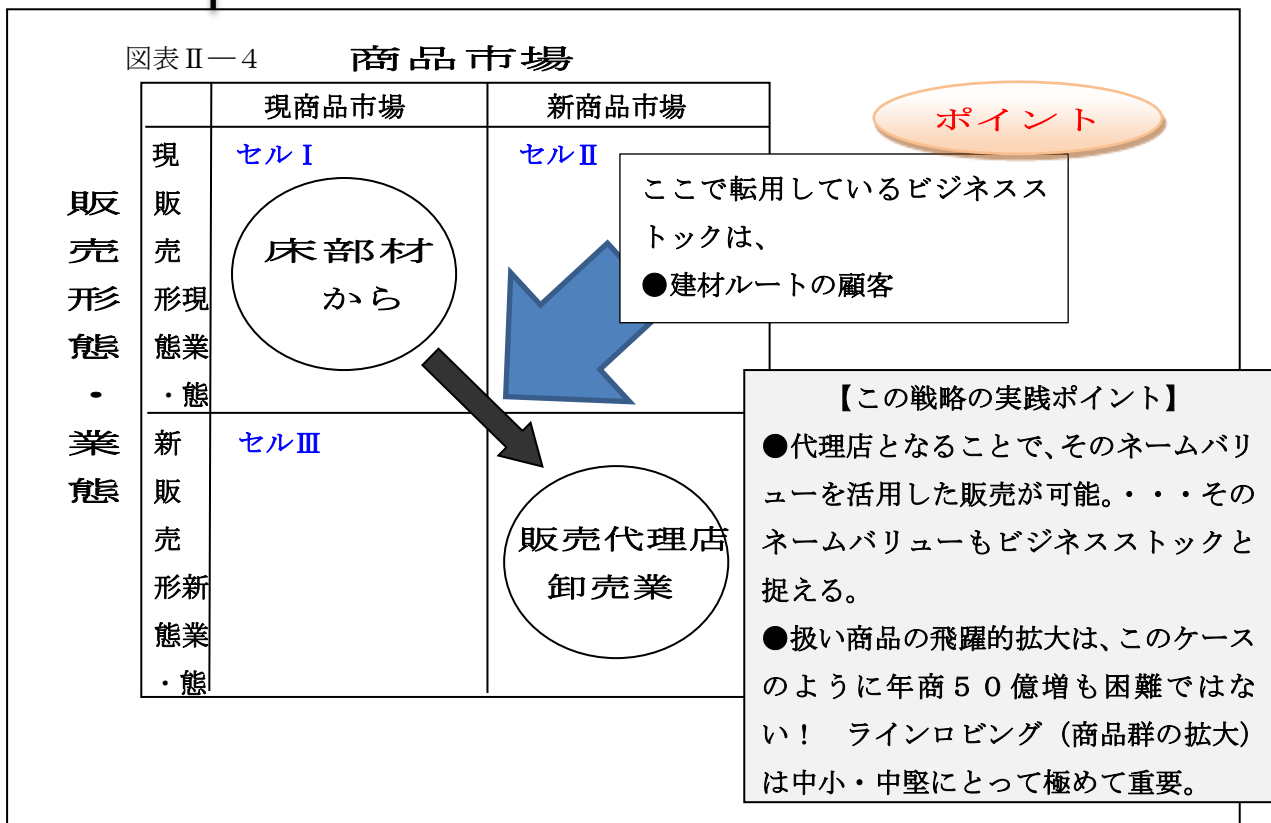 図表Ⅱ―4 商品市場
現商品市場 新商品市場
ポイント
販売形態・業態
現販売形態・現業態
セルⅠ
セルⅡ
床部材
から
ここで転用しているビジネスス
トックは、
●建材ルートの顧客
新販売形態・新業態
セルⅢ
販売代理店
卸売業
【この戦略の実践ポイント】
●代理店となることで、そのネームバリ
ューを活用した販売が可能。・・・その
ネームバリューもビジネスストックと
捉える。
●扱い商品の飛躍的拡大は、このケース
のように年商５０億増も困難ではな
い！　ラインロビング（商品群の拡大）
は中小・中堅にとって極めて重要。